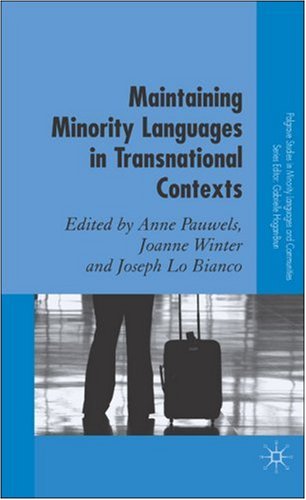 Maintaining
Minority Languages
in Transnational
Contexts
Edited by Anne Pauwels,
Joanne Winter
and Joseph Lo Bianco
Palgrave Studies in Minority Languages and Communities
Series Editor: Gabrielle Hogan-Brun